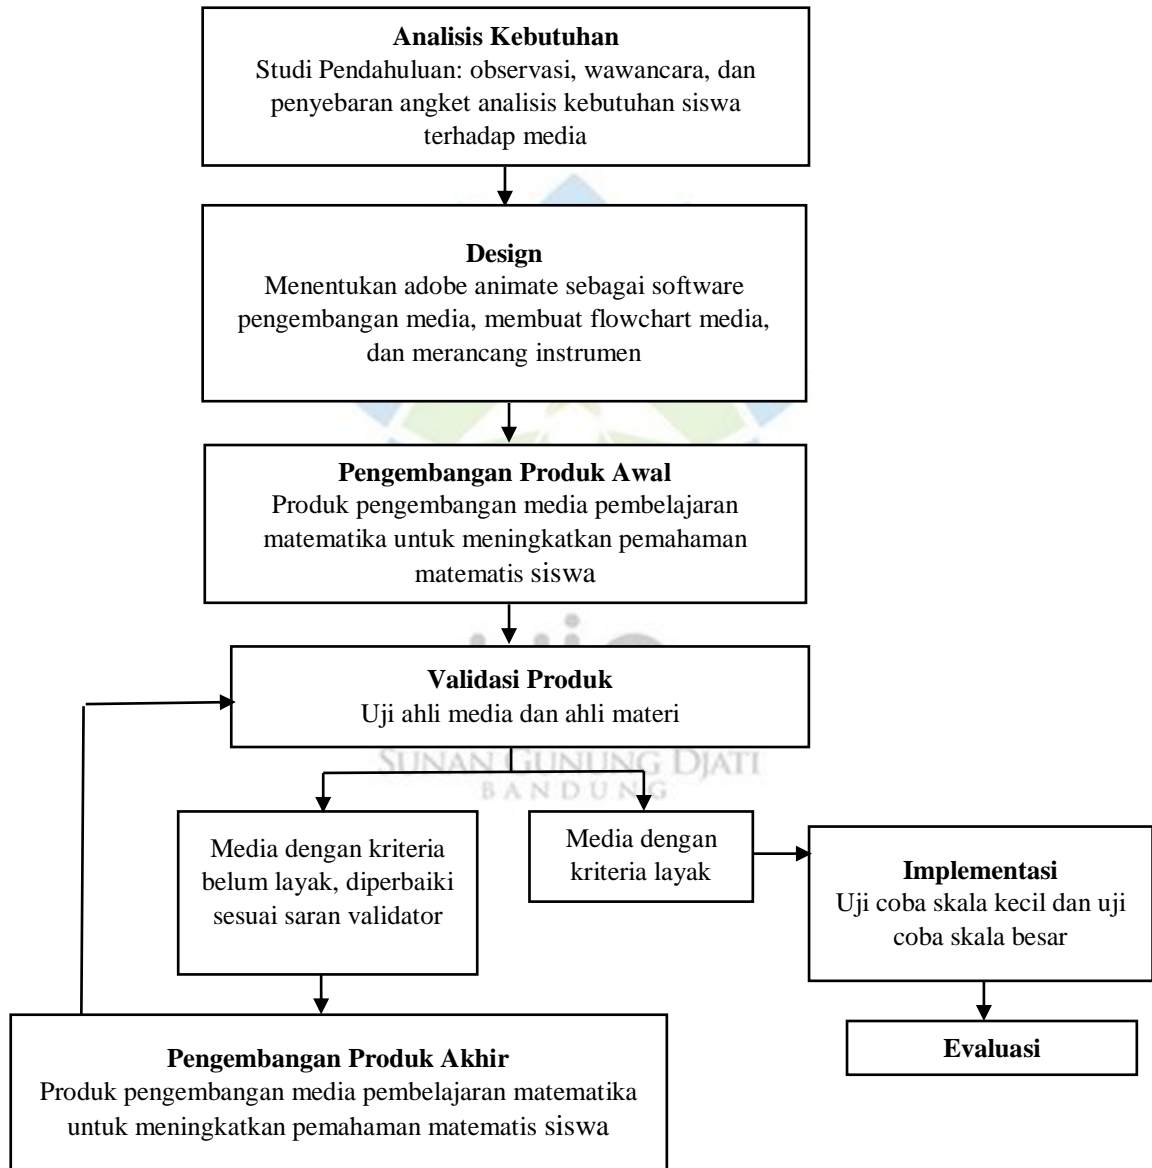 Analisis Kebutuhan
Studi Pendahuluan: observasi, wawancara, dan
penyebaran angket analisis kebutuhan siswa
terhadap media
Design
Menentukan adobe animate sebagai software
pengembangan media, membuat flowchart media,
dan merancang instrumen
Pengembangan Produk Awal
Produk pengembangan media pembelajaran
matematika untuk meningkatkan pemahaman
matematis siswa
Validasi Produk
Uji ahli media dan ahli materi
SUNAN GUNUNG DJATI
BANDUNG
Media dengan kriteria
belum layak, diperbaiki
sesuai saran validator
Media dengan
kriteria layak
Implementasi
Uji coba skala kecil dan uji
coba skala besar
Evaluasi
Pengembangan Produk Akhir
Produk pengembangan media pembelajaran matematika
untuk meningkatkan pemahaman matematis siswa